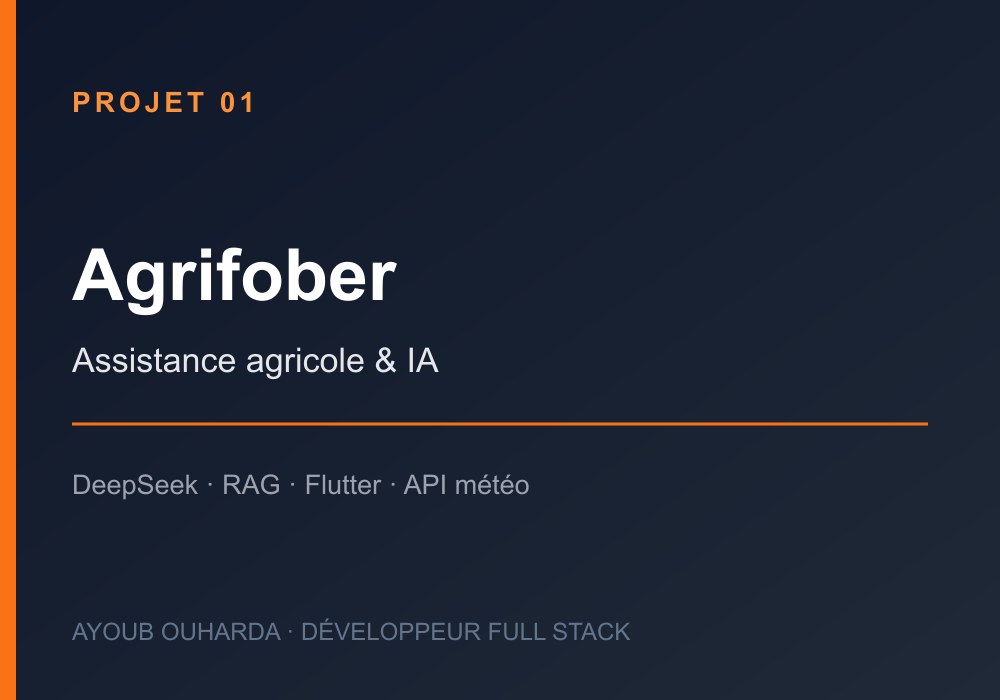 PROJET 01
Agrifober
Assistance agricole & IA
DeepSeek · RAG · Flutter · API météo
AYOUB OUHARDA · DÉVELOPPEUR FULL STACK